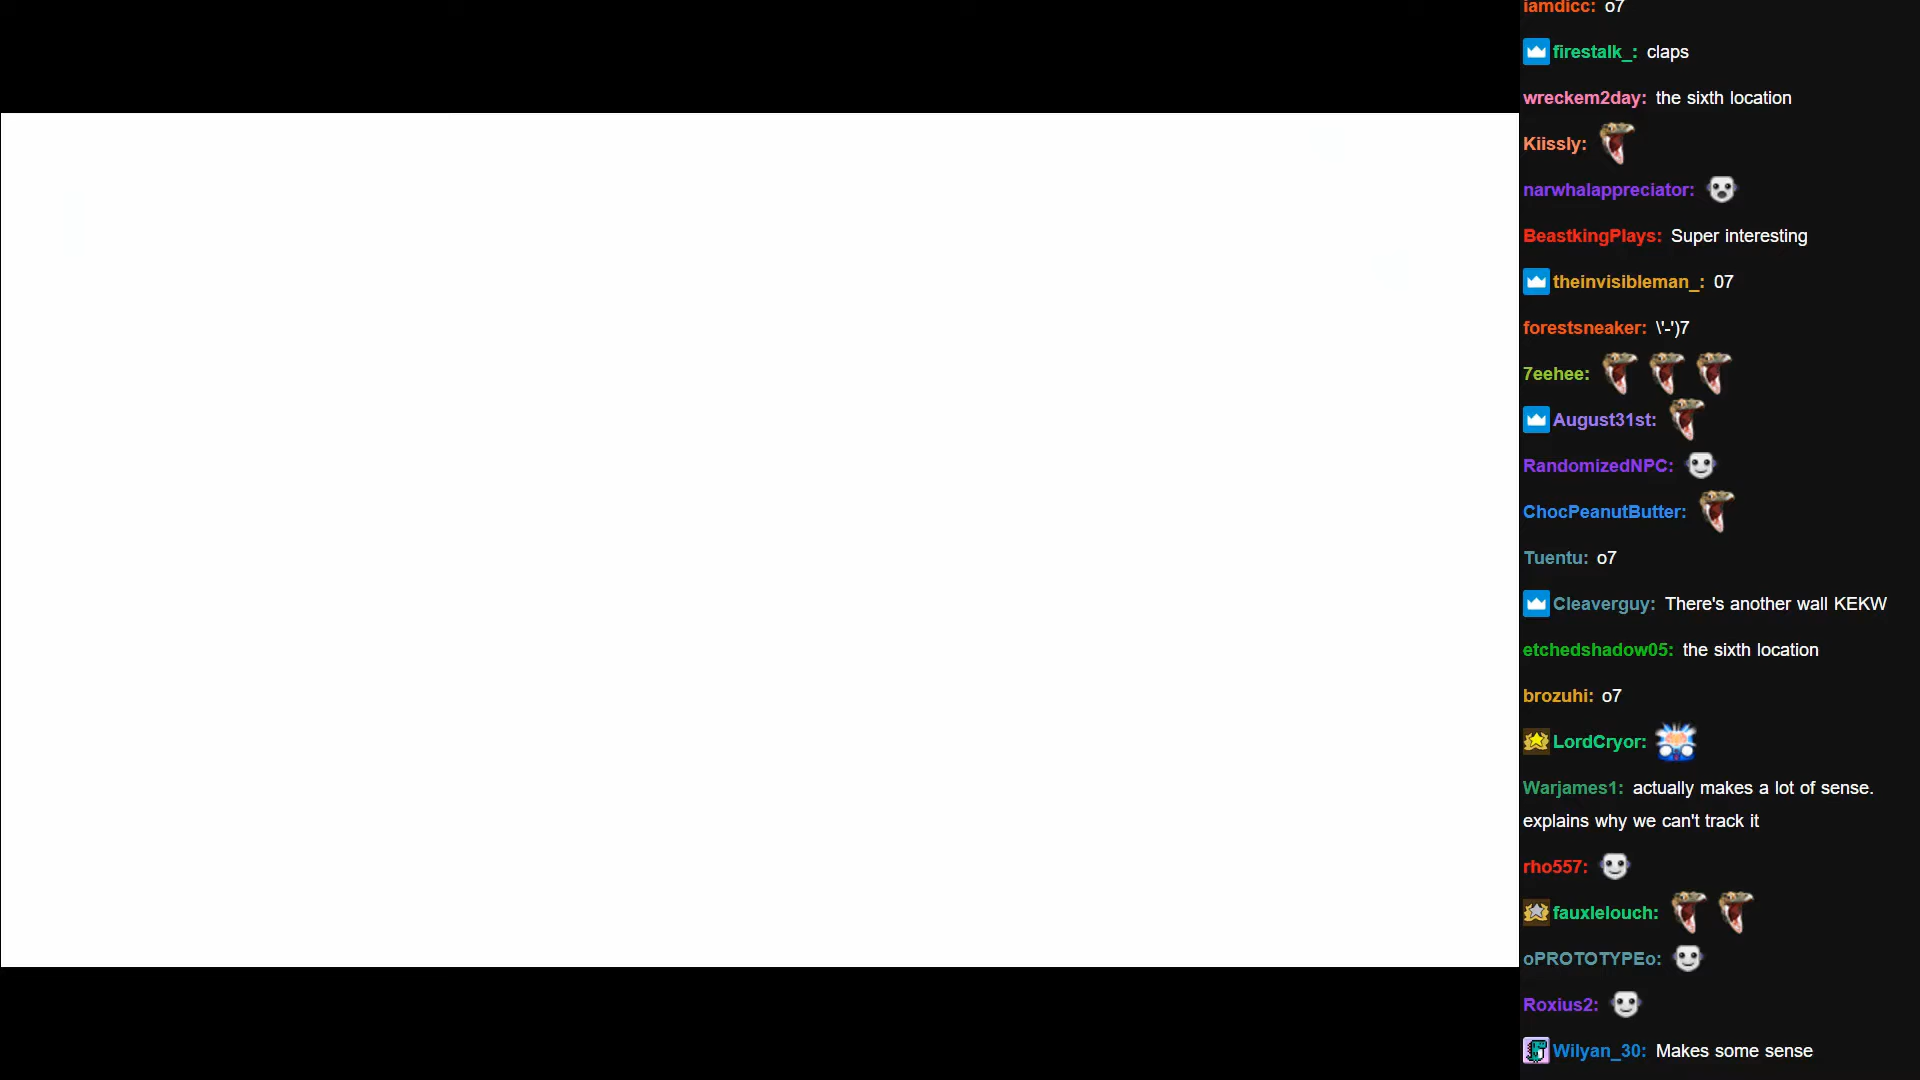 iamdicc: o7
firestalk_: claps
wreckem2day: the sixth location
Kiissly:
narwhalappreciator:
BeastkingPlays: Super interesting
theinvisibleman_: 07
forestsneaker: \'-')7
7eehee:
August31st:
RandomizedNPC:
ChocPeanutButter:
Tuentu: o7
Cleaverguy: There's another wall KEKW
etchedshadow05: the sixth location
brozuhi: o7
LordCryor:
Warjames1: actually makes a lot of sense.
explains why we can't track it
rho557:
fauxlelouch:
oPROTOTYPEo:
Roxius2:
Wilyan_30: Makes some sense